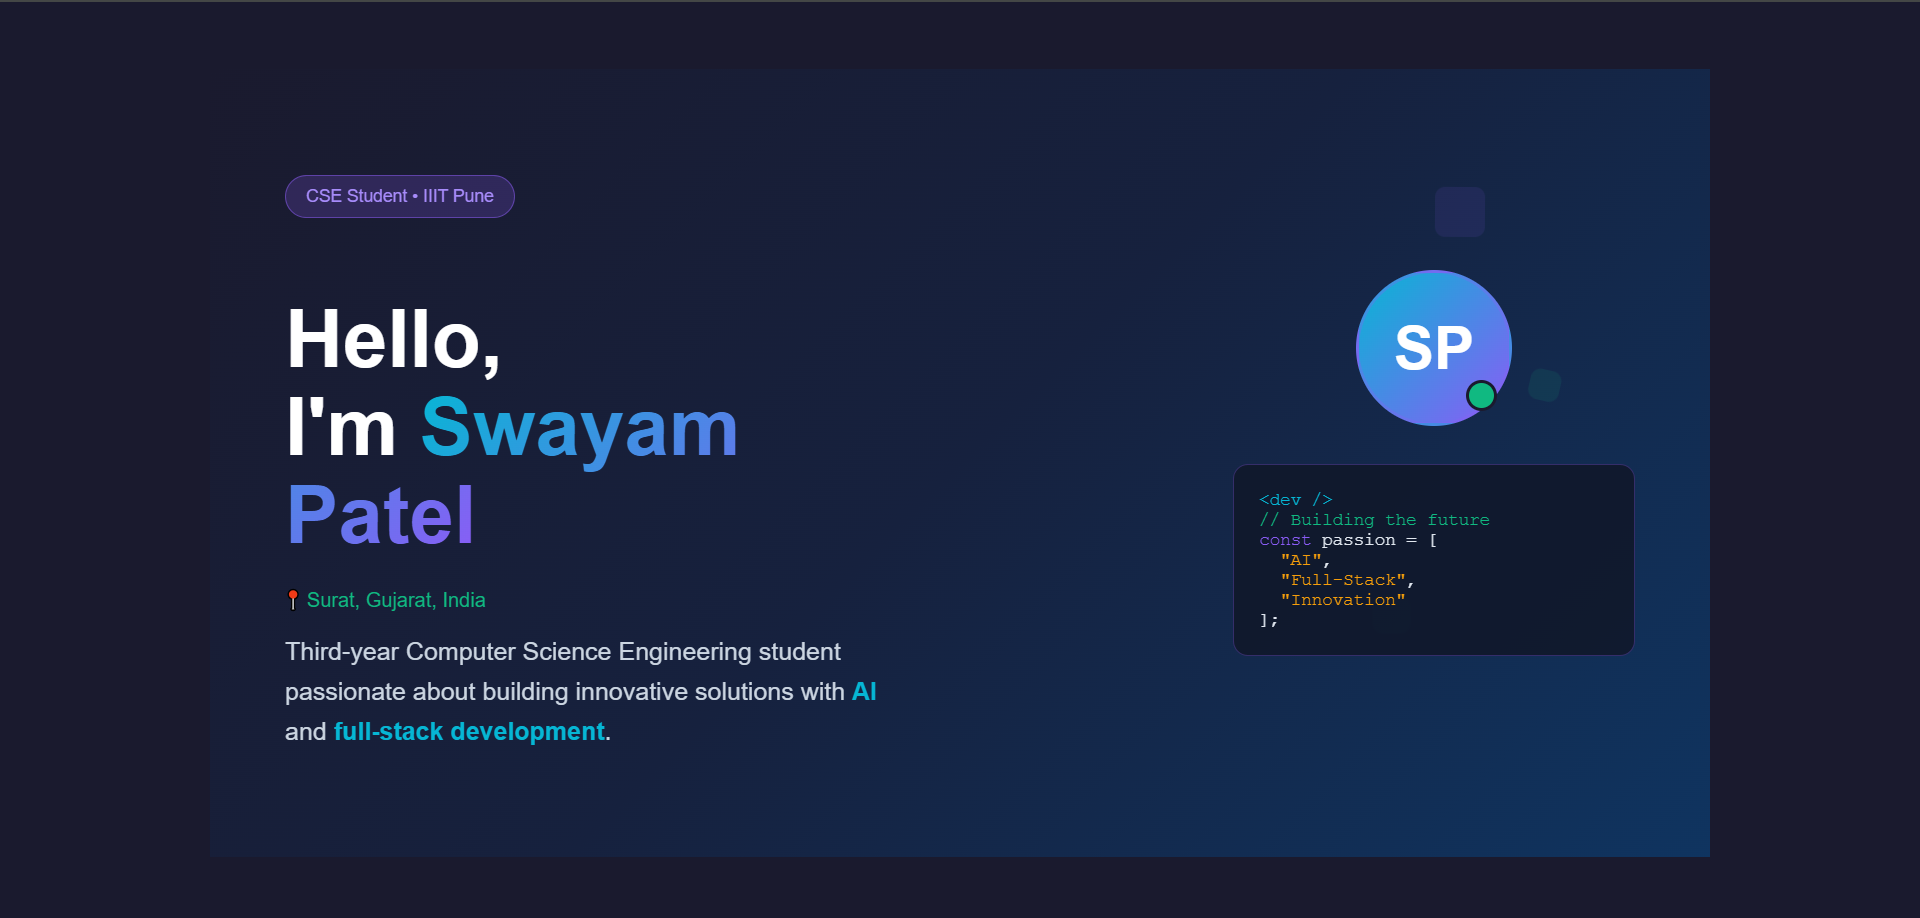 CSE Student • IIIT Pune
Hello,
I'm Swayam
Patel
Surat, Gujarat, India
Third-year Computer Science Engineering student
passionate about building innovative solutions with AI
and full-stack development.
SP
<dev />
// Building the future
const passion = [
  "AI",
  "Full-Stack",
  "Innovation"
];